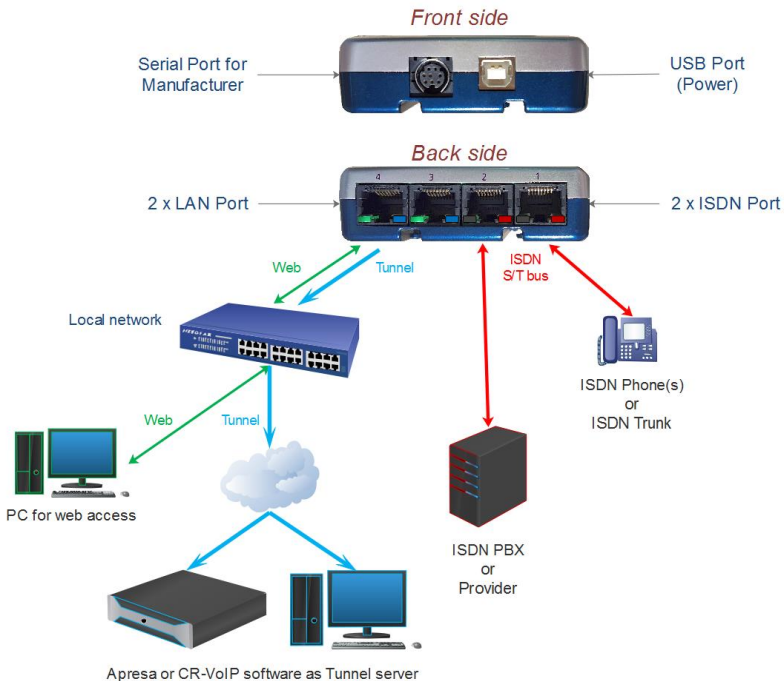 Front side
Serial Port for
Manufacturer
USB Port
(Power)
Back side
4 3 2 1
2 x LAN Port
2 x ISDN Port
Web
Tunnel
ISDN
S/T bus
Local network
ISDN Phone(s)
or
ISDN Trunk
Web
Tunnel
PC for web access
ISDN PBX
or
Provider
Apresa or CR-VoIP software as Tunnel server